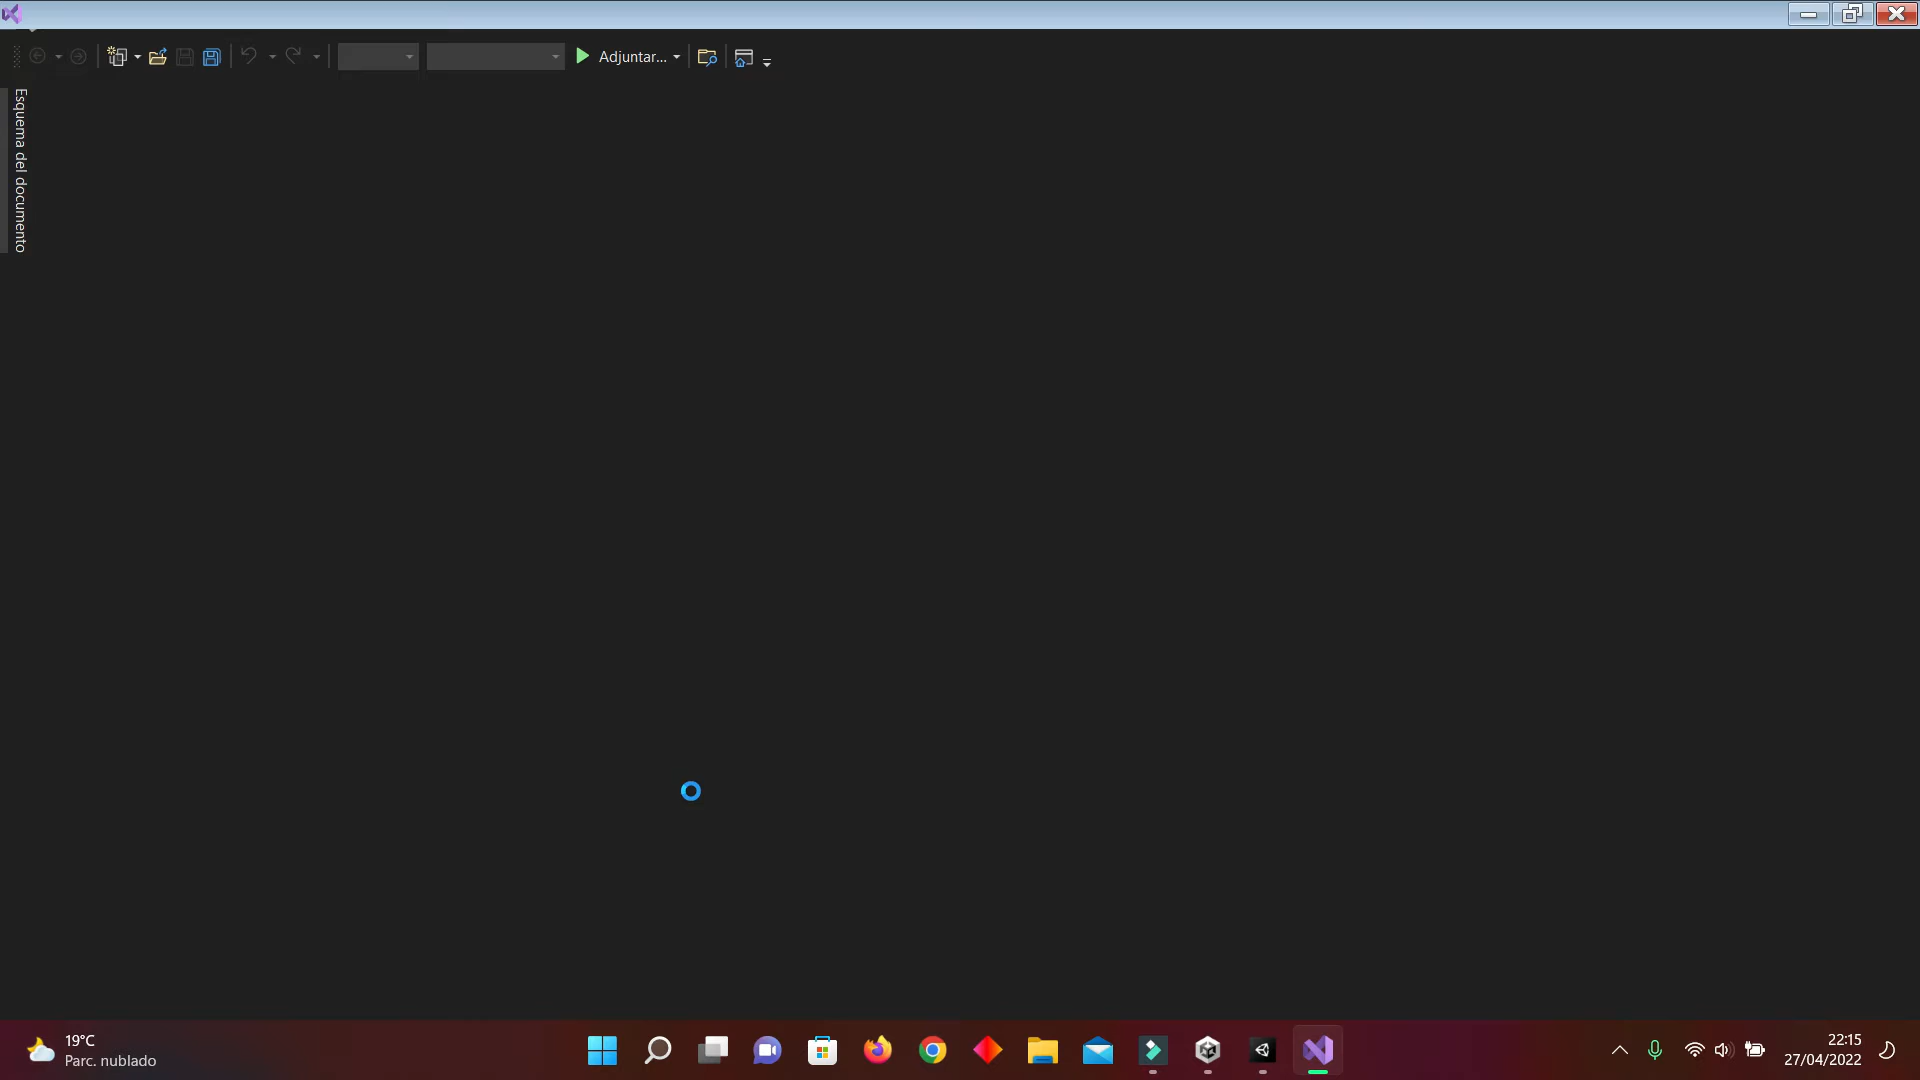 Adjuntar...
Esquema del documento
19°C
Parc. nublado
22:15
27/04/2022